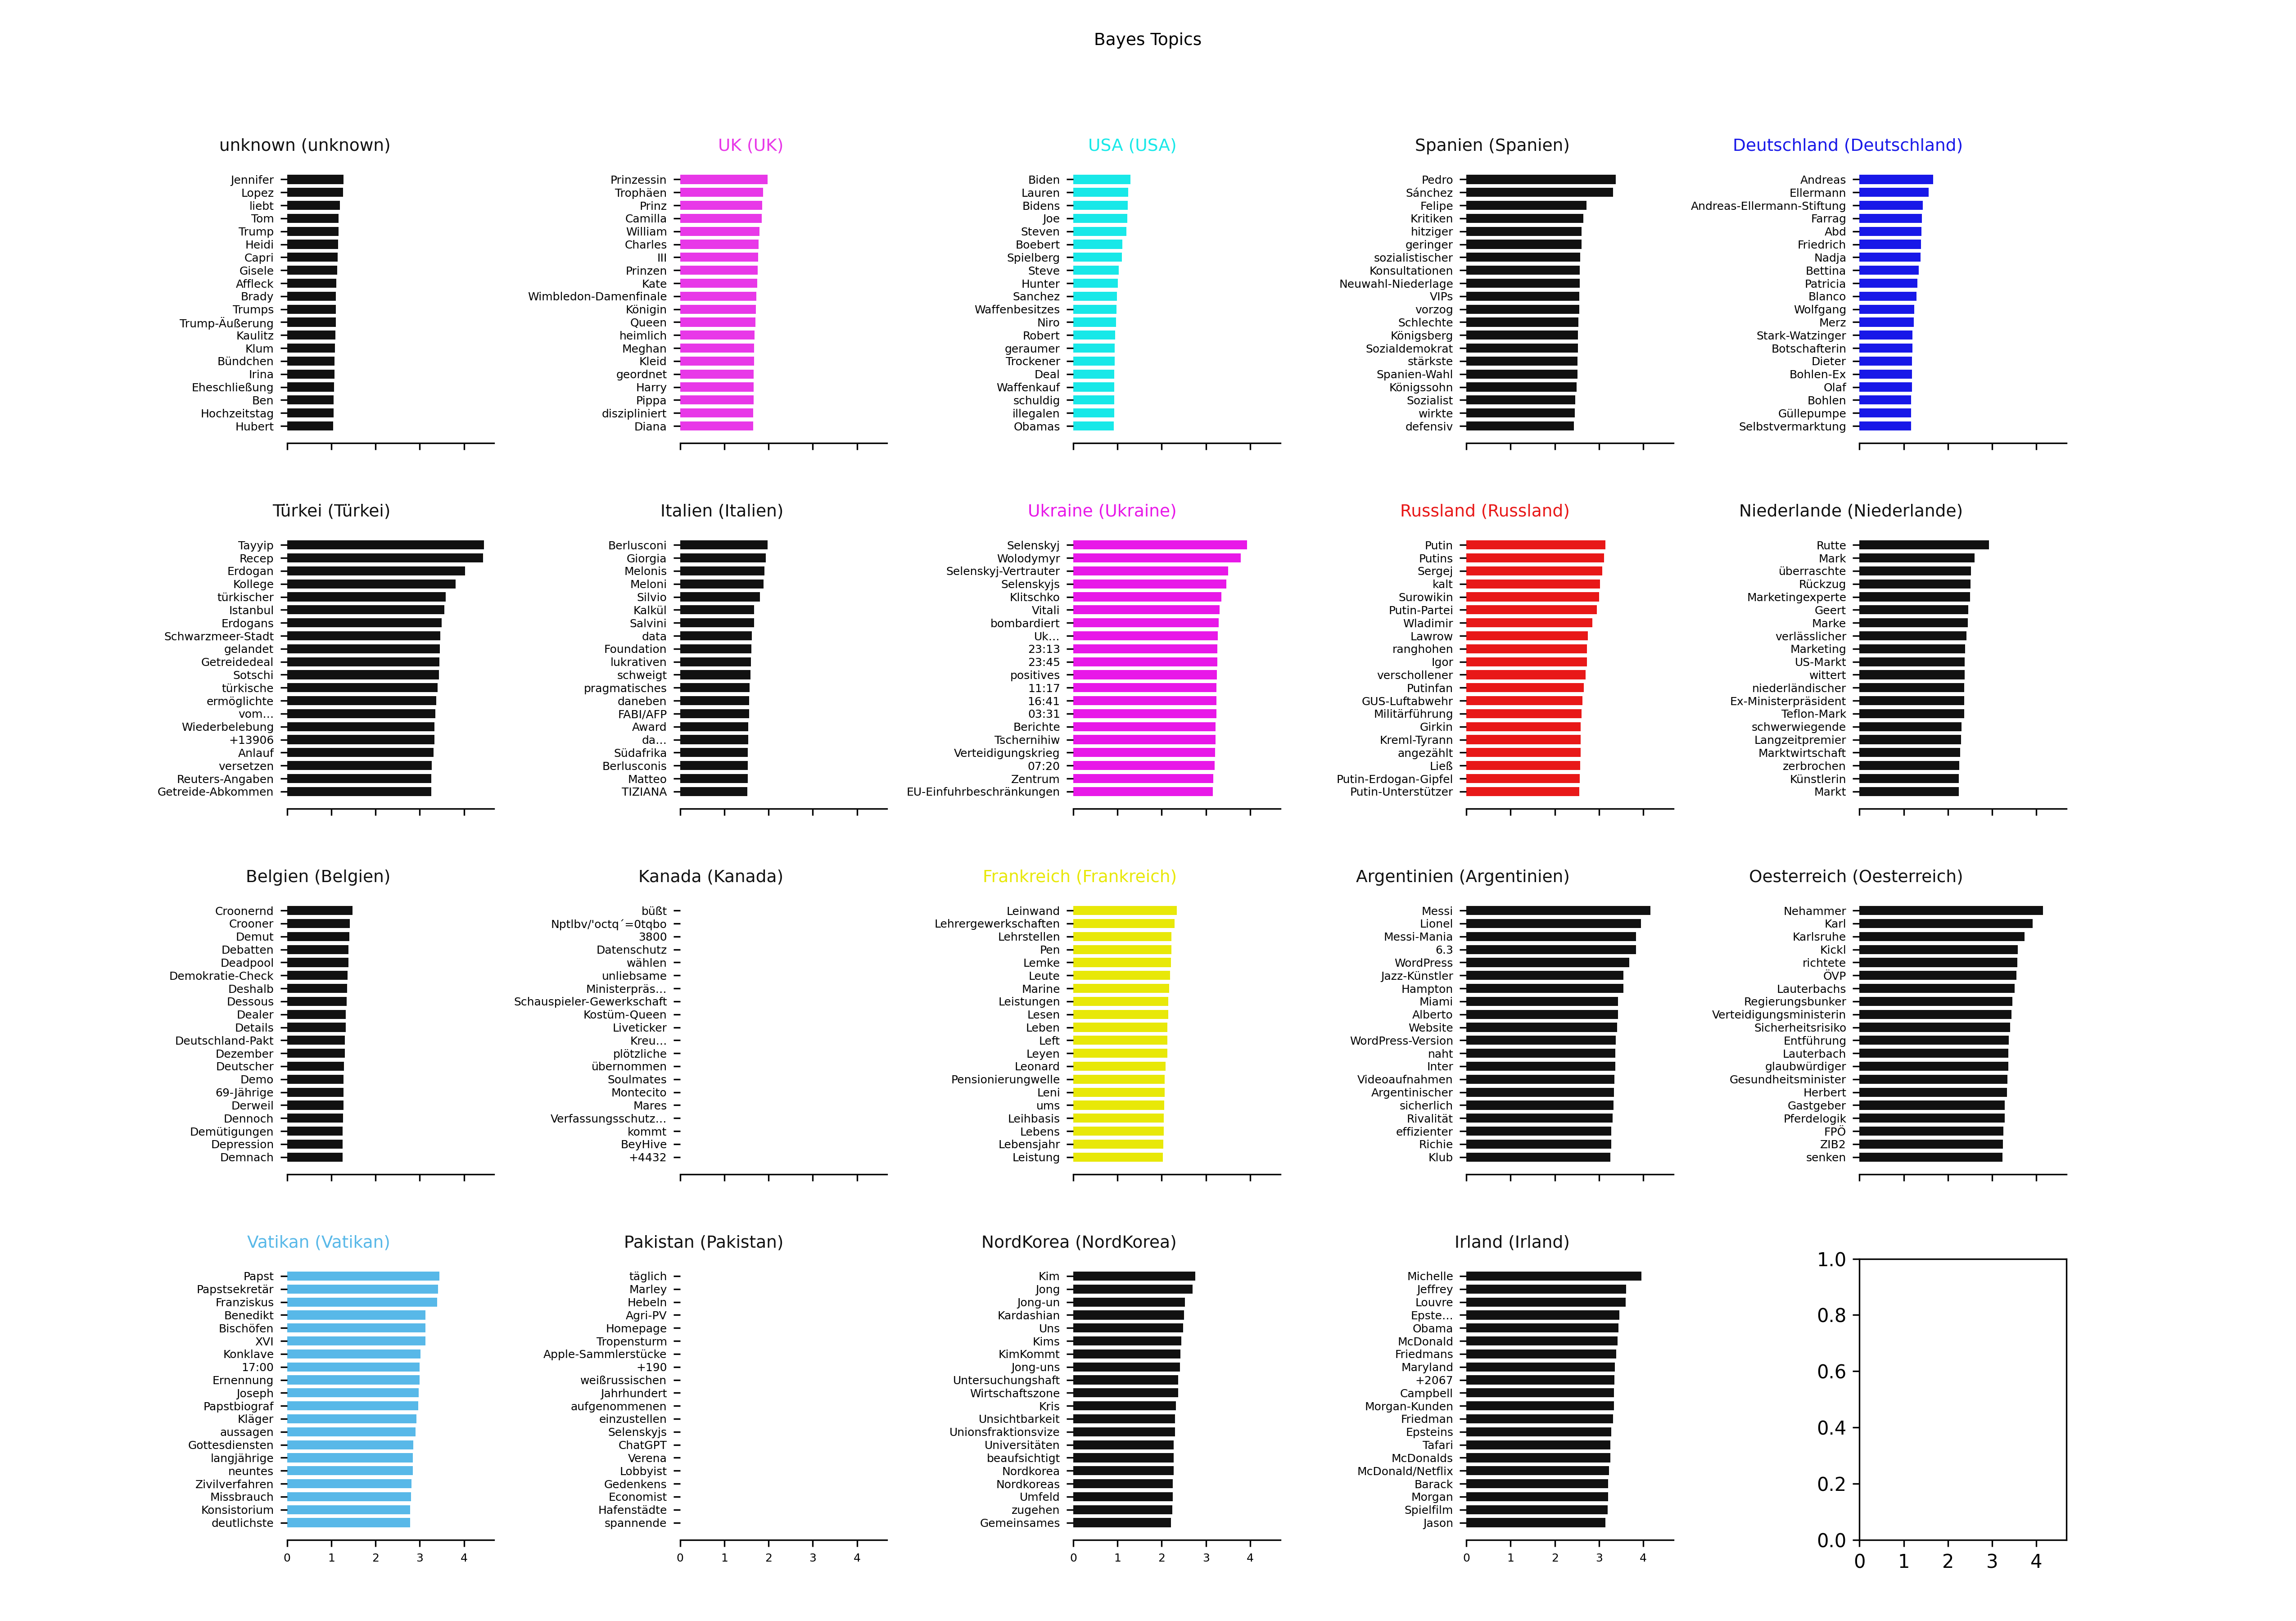 Bayes Topics
unknown (unknown)
Jennifer
Lopez
liebt
Tom
Trump
Heidi
Capri
Gisele
Affleck
Brady
Trumps
Trump-Äußerung
Kaulitz
Klum
Bündchen
Irina
Eheschließung
Ben
Hochzeitstag
Hubert
UK (UK)
Prinzessin
Trophäen
Prinz
Camilla
William
Charles
III
Prinzen
Kate
Wimbledon-Damenfinale
Königin
Queen
heimlich
Meghan
Kleid
geordnet
Harry
Pippa
diszipliniert
Diana
USA (USA)
Biden
Lauren
Bidens
Joe
Steven
Boebert
Spielberg
Steve
Hunter
Sanchez
Waffenbesitzes
Niro
Robert
geraumer
Trockener
Deal
Waffenkauf
schuldig
illegalen
Obamas
Spanien (Spanien)
Pedro
Sánchez
Felipe
Kritiken
hitziger
geringer
sozialistischer
Konsultationen
Neuwahl-Niederlage
VIPs
vorzog
Schlechte
Königsberg
Sozialdemokrat
stärkste
Spanien-Wahl
Königssohn
Sozialist
wirkte
defensiv
Deutschland (Deutschland)
Andreas
Ellermann
Andreas-Ellermann-Stiftung
Farrag
Abd
Friedrich
Nadja
Bettina
Patricia
Blanco
Wolfgang
Merz
Stark-Watzinger
Botschafterin
Dieter
Bohlen-Ex
Olaf
Bohlen
Güllepumpe
Selbstvermarktung
Türkei (Türkei)
Tayyip
Recep
Erdogan
Kollege
türkischer
Istanbul
Erdogans
Schwarzmeer-Stadt
gelandet
Getreidedeal
Sotschi
türkische
ermöglichte
vom…
Wiederbelebung
+13906
Anlauf
versetzen
Reuters-Angaben
Getreide-Abkommen
Italien (Italien)
Berlusconi
Giorgia
Melonis
Meloni
Silvio
Kalkül
Salvini
data
Foundation
lukrativen
schweigt
pragmatisches
daneben
FABI/AFP
Award
da…
Südafrika
Berlusconis
Matteo
TIZIANA
Ukraine (Ukraine)
Selenskyj
Wolodymyr
Selenskyj-Vertrauter
Selenskyjs
Klitschko
Vitali
bombardiert
Uk…
23:13
23:45
positives
11:17
16:41
03:31
Berichte
Tschernihiw
Verteidigungskrieg
07:20
Zentrum
EU-Einfuhrbeschränkungen
Russland (Russland)
Putin
Putins
Sergej
kalt
Surowikin
Putin-Partei
Wladimir
Lawrow
ranghohen
Igor
verschollener
Putinfan
GUS-Luftabwehr
Militärführung
Girkin
Kreml-Tyrann
angezählt
Ließ
Putin-Erdogan-Gipfel
Putin-Unterstützer
Niederlande (Niederlande)
Rutte
Mark
überraschte
Rückzug
Marketingexperte
Geert
Marke
verlässlicher
Marketing
US-Markt
wittert
niederländischer
Ex-Ministerpräsident
Teflon-Mark
schwerwiegende
Langzeitpremier
Marktwirtschaft
zerbrochen
Künstlerin
Markt
Belgien (Belgien)
Croonernd
Crooner
Demut
Debatten
Deadpool
Demokratie-Check
Deshalb
Dessous
Dealer
Details
Deutschland-Pakt
Dezember
Deutscher
Demo
69-Jährige
Derweil
Dennoch
Demütigungen
Depression
Demnach
Kanada (Kanada)
büßt
Nptlbv/'octq´=0tqbo
3800
Datenschutz
wählen
unliebsame
Ministerpräs…
Schauspieler-Gewerkschaft
Kostüm-Queen
Liveticker
Kreu…
plötzliche
übernommen
Soulmates
Montecito
Mares
Verfassungsschutz…
kommt
BeyHive
+4432
Frankreich (Frankreich)
Leinwand
Lehrergewerkschaften
Lehrstellen
Pen
Lemke
Leute
Marine
Leistungen
Lesen
Leben
Left
Leyen
Leonard
Pensionierungwelle
Leni
ums
Leihbasis
Lebens
Lebensjahr
Leistung
Argentinien (Argentinien)
Messi
Lionel
Messi-Mania
6.3
WordPress
Jazz-Künstler
Hampton
Miami
Alberto
Website
WordPress-Version
naht
Inter
Videoaufnahmen
Argentinischer
sicherlich
Rivalität
effizienter
Richie
Klub
Oesterreich (Oesterreich)
Nehammer
Karl
Karlsruhe
Kickl
richtete
ÖVP
Lauterbachs
Regierungsbunker
Verteidigungsministerin
Sicherheitsrisiko
Entführung
Lauterbach
glaubwürdiger
Gesundheitsminister
Herbert
Gastgeber
Pferdelogik
FPÖ
ZIB2
senken
Vatikan (Vatikan)
Papst
Papstsekretär
Franziskus
Benedikt
Bischöfen
XVI
Konklave
17:00
Ernennung
Joseph
Papstbiograf
Kläger
aussagen
Gottesdiensten
langjährige
neuntes
Zivilverfahren
Missbrauch
Konsistorium
deutlichste
0 1 2 3 4
Pakistan (Pakistan)
täglich
Marley
Hebeln
Agri-PV
Homepage
Tropensturm
Apple-Sammlerstücke
+190
weißrussischen
Jahrhundert
aufgenommenen
einzustellen
Selenskyjs
ChatGPT
Verena
Lobbyist
Gedenkens
Economist
Hafenstädte
spannende
0 1 2 3 4
NordKorea (NordKorea)
Kim
Jong
Jong-un
Kardashian
Uns
Kims
KimKommt
Jong-uns
Untersuchungshaft
Wirtschaftszone
Kris
Unsichtbarkeit
Unionsfraktionsvize
Universitäten
beaufsichtigt
Nordkorea
Nordkoreas
Umfeld
zugehen
Gemeinsames
0 1 2 3 4
Irland (Irland)
Michelle
Jeffrey
Louvre
Epste…
Obama
McDonald
Friedmans
Maryland
+2067
Campbell
Morgan-Kunden
Friedman
Epsteins
Tafari
McDonalds
McDonald/Netflix
Barack
Morgan
Spielfilm
Jason
0 1 2 3 4
1.0
0.8
0.6
0.4
0.2
0.0
0 1 2 3 4